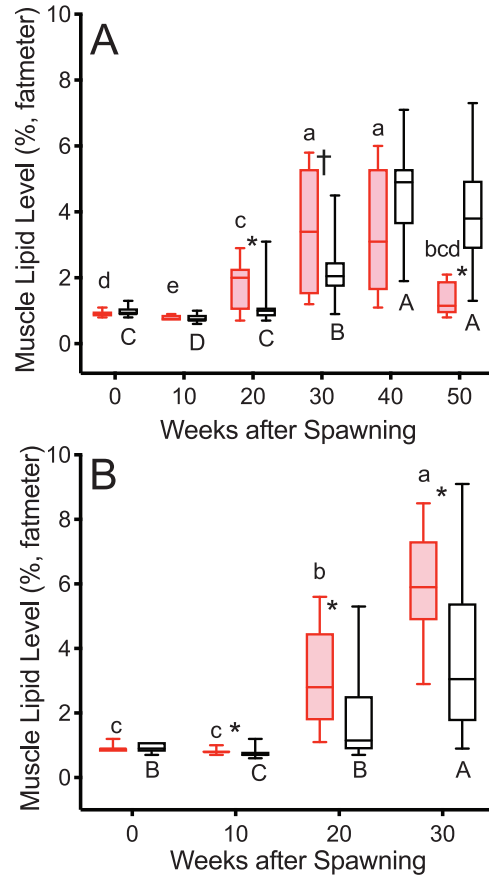 A
Muscle Lipid Level (%, fatmeter)
10
8
6
4
2
0
d
e
c
*
a
†
a
bcd
*
C
D
C
B
A
A
0
10
20
30
40
50
Weeks after Spawning
B
Muscle Lipid Level (%, fatmeter)
10
8
6
4
2
0
c
c
*
b
*
a
*
B
C
B
A
0
10
20
30
Weeks after Spawning